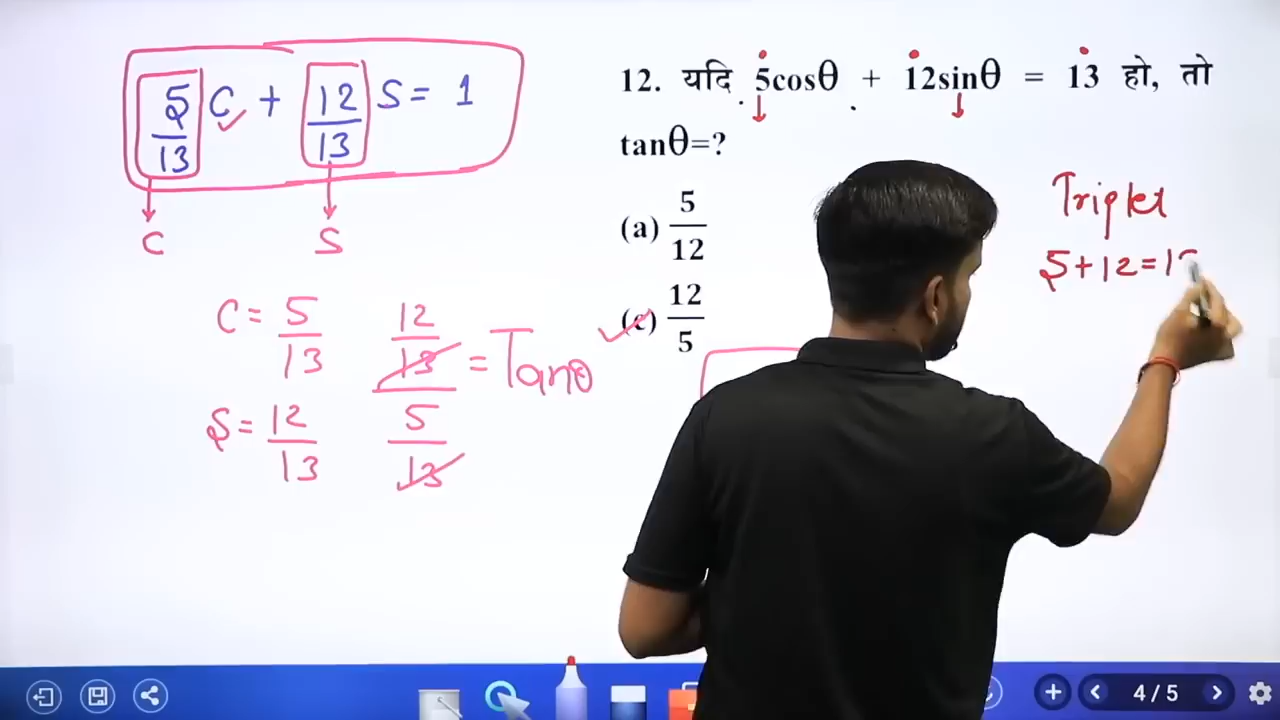 5/13 C + 12/13 S = 1
C S
C = 5/13
S = 12/13
12/13 / 5/13 = Tanθ
12. यदि 5cosθ + 12sinθ = 13 हो, तो
tanθ=?
(a) 5/12
(c) 12/5
Triplet
5+12=1
4 / 5